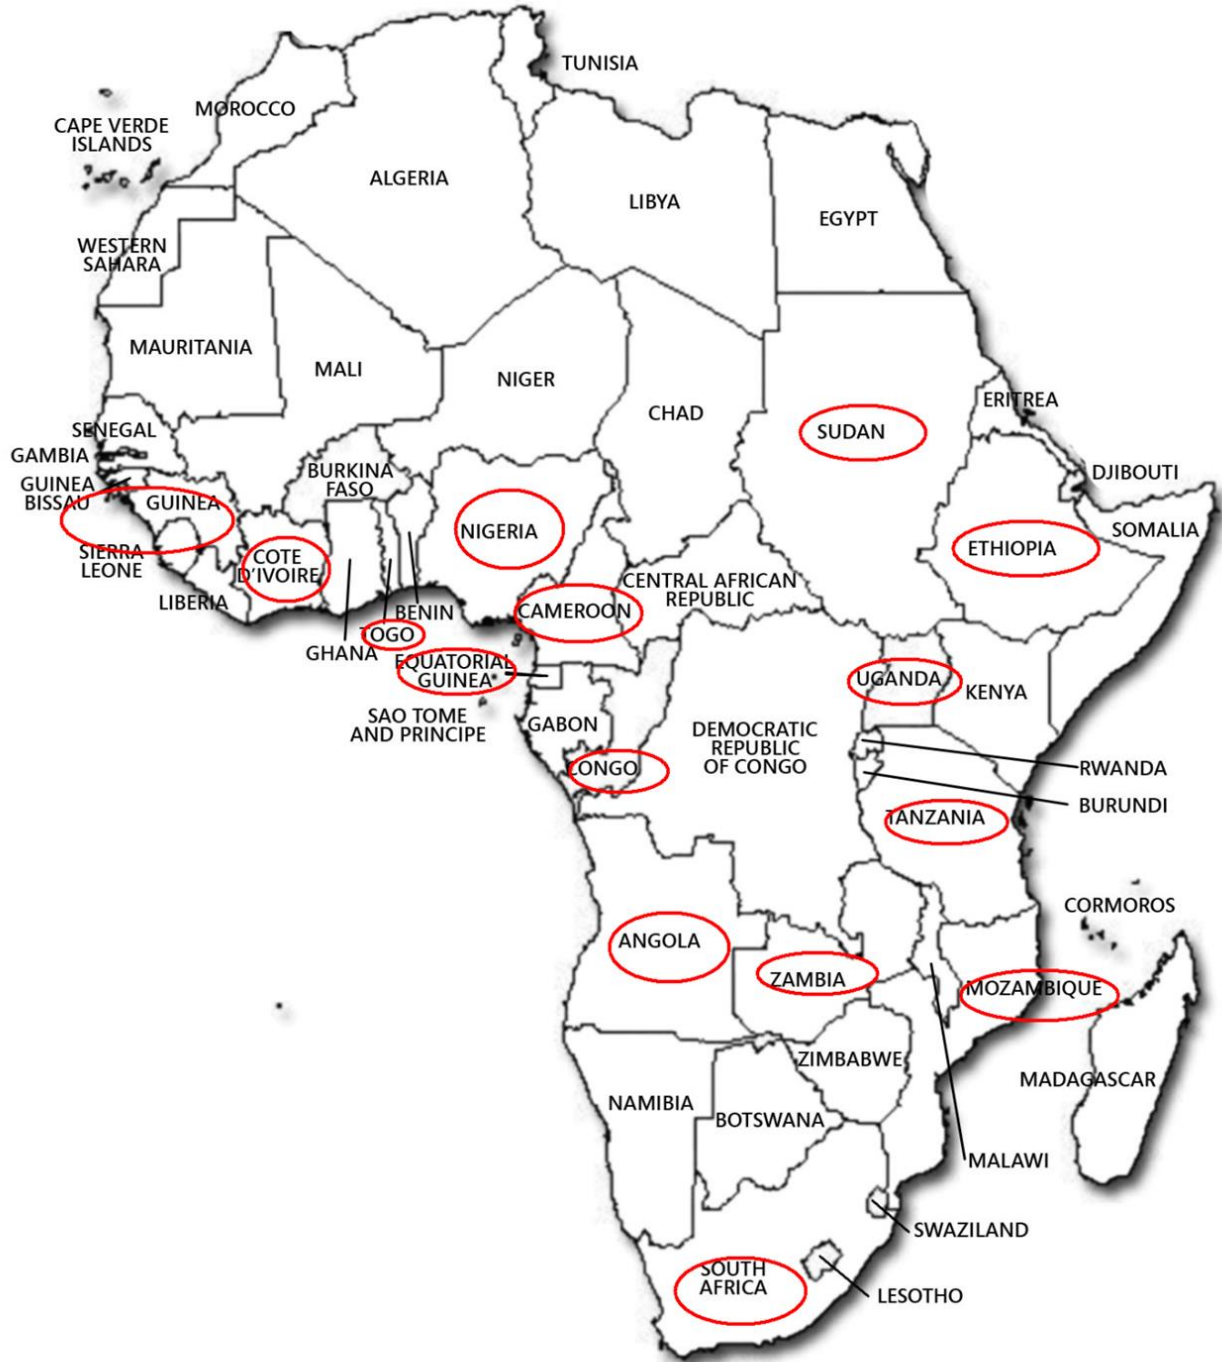 TUNISIA
MOROCCO
CAPE VERDE
ISLANDS
ALGERIA
LIBYA
EGYPT
WESTERN
SAHARA
MAURITANIA
MALI
NIGER
CHAD
ERITREA
SUDAN
SENEGAL
GAMBIA
GUINEA
BISSAU
GUINEA
BURKINA
FASO
DJIBOUTI
NIGERIA
SOMALIA
ETHIOPIA
SIERRA
LEONE
COTE
D'IVOIRE
LIBERIA
CENTRAL AFRICAN
REPUBLIC
BENIN
CAMEROON
TOGO
GHANA
EQUATORIAL
GUINEA
UGANDA
KENYA
SAO TOME
AND PRINCIPE
GABON
DEMOCRATIC
REPUBLIC
OF CONGO
CONGO
RWANDA
BURUNDI
TANZANIA
CORMOROS
ANGOLA
ZAMBIA
MOZAMBIQUE
ZIMBABWE
MADAGASCAR
NAMIBIA
BOTSWANA
MALAWI
SWAZILAND
SOUTH
AFRICA
LESOTHO